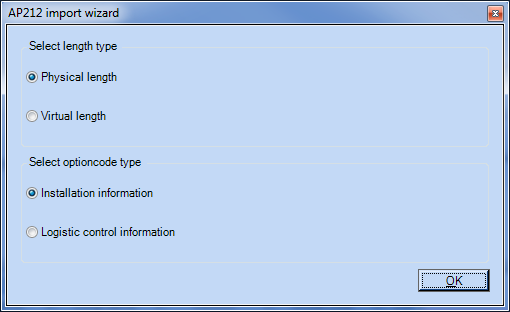 AP212 import wizard
Select length type
Physical length
Virtual length
Select optioncode type
Installation information
Logistic control information
OK